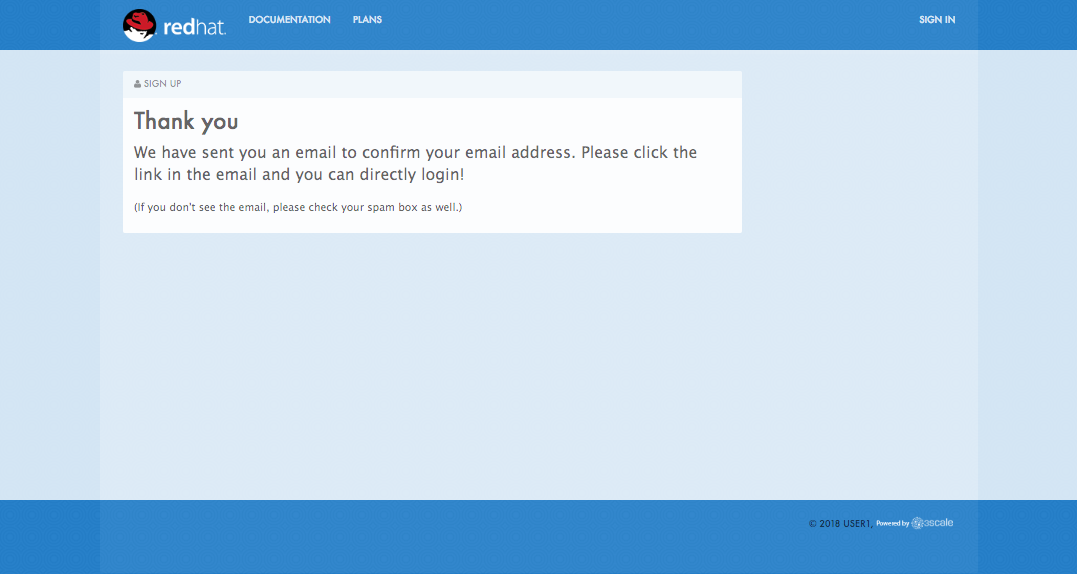 redhat.
DOCUMENTATION
PLANS
SIGN IN
SIGN UP
Thank you
We have sent you an email to confirm your email address. Please click the
link in the email and you can directly login!
(If you don't see the email, please check your spam box as well.)
© 2018 USER1, Powered by 3scale